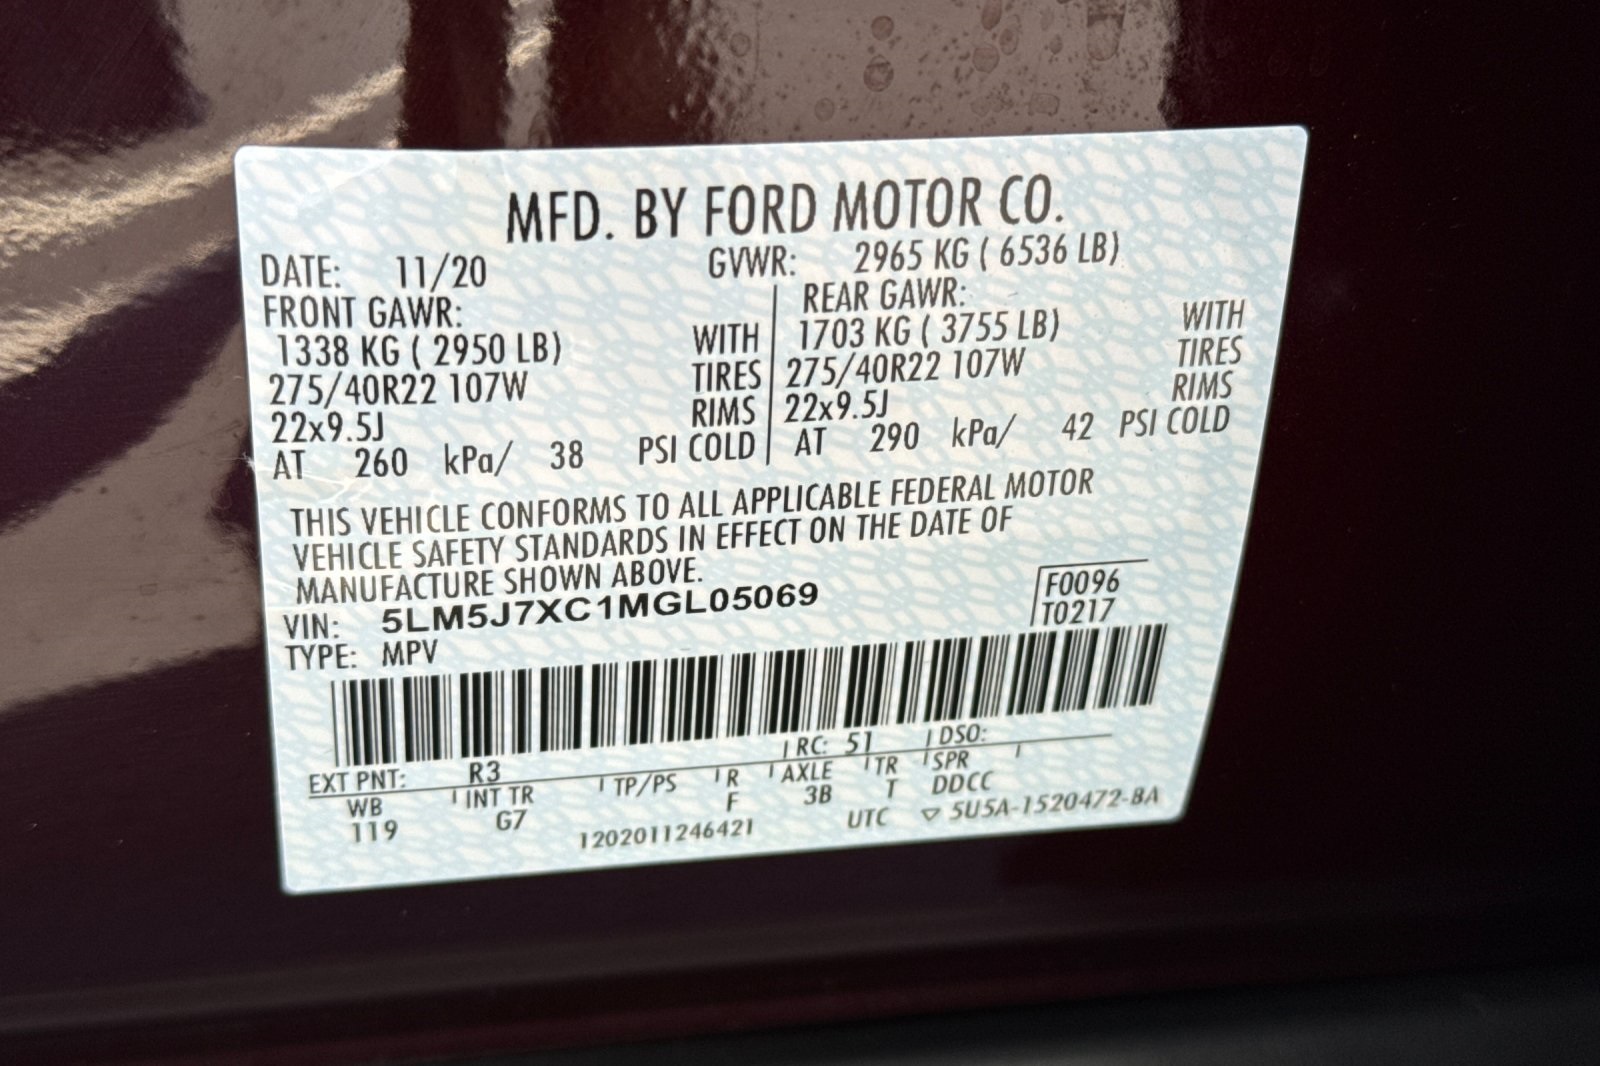 MFD. BY FORD MOTOR CO.
DATE: 11/20 GVWR: 2965 KG ( 6536 LB)
FRONT GAWR: REAR GAWR:
1338 KG ( 2950 LB) WITH 1703 KG ( 3755 LB) WITH
275/40R22 107W TIRES 275/40R22 107W TIRES
22x9.5J RIMS 22x9.5J RIMS
AT 260 kPa/ 38 PSI COLD AT 290 kPa/ 42 PSI COLD
THIS VEHICLE CONFORMS TO ALL APPLICABLE FEDERAL MOTOR
VEHICLE SAFETY STANDARDS IN EFFECT ON THE DATE OF
MANUFACTURE SHOWN ABOVE.
VIN: 5LM5J7XC1MGL05069
F0096
T0217
TYPE: MPV
EXT PNT: R3 RC: 51 DSO:
WB INT TR TP/PS R AXLE TR SPR
119 G7 F 3B T DDCC
1202011246421 UTC ▽ 5U5A-1520472-BA